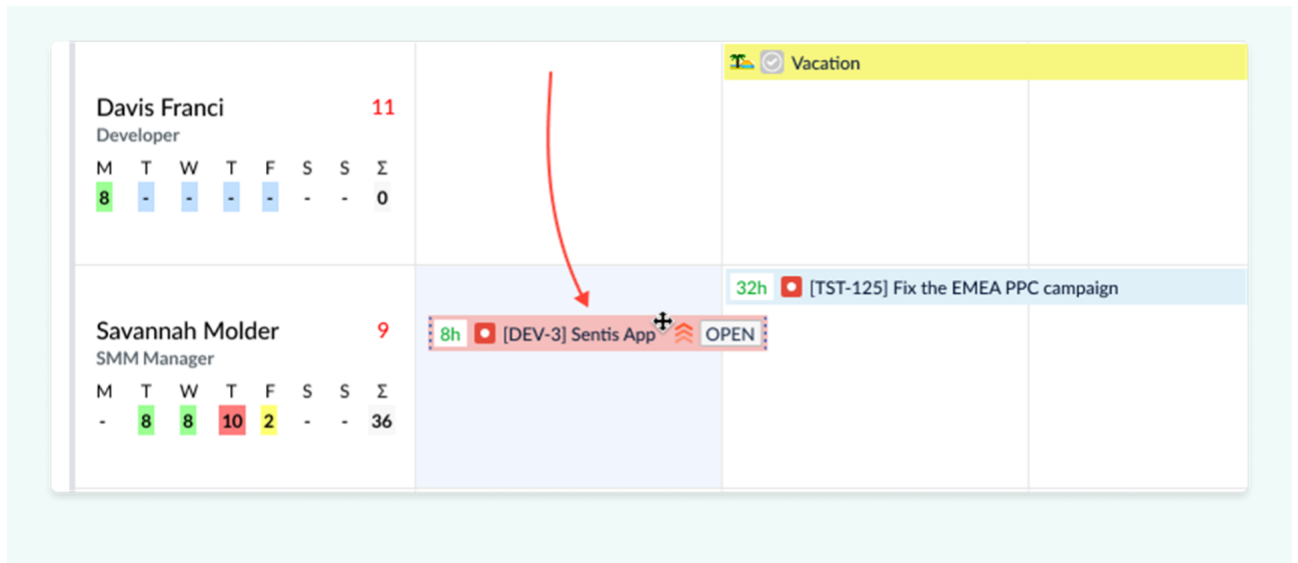 Vacation
Davis Franci 11
Developer
M T W T F S S Σ
8 - - - - - - 0
32h [TST-125] Fix the EMEA PPC campaign
8h [DEV-3] Sentis App OPEN
Savannah Molder 9
SMM Manager
M T W T F S S Σ
- 8 8 10 2 - - 36